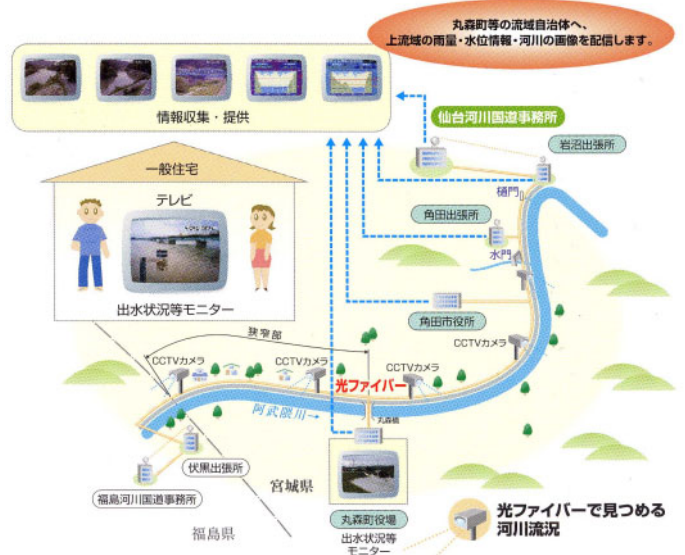 丸森町等の流域自治体へ、
上流域の雨量・水位情報・河川の画像を配信します。
情報収集・提供
仙台河川国道事務所
岩沼出張所
一般住宅
テレビ
樋門
角田出張所
水門
出水状況等モニター
角田市役所
狭窄部
CCTVカメラ
CCTVカメラ
CCTVカメラ
CCTVカメラ
光ファイバー
阿武隈川→
丸森橋
伏黒出張所
宮城県
福島河川国道事務所
福島県
丸森町役場
出水状況等
モニター
光ファイバーで見つめる
河川流況